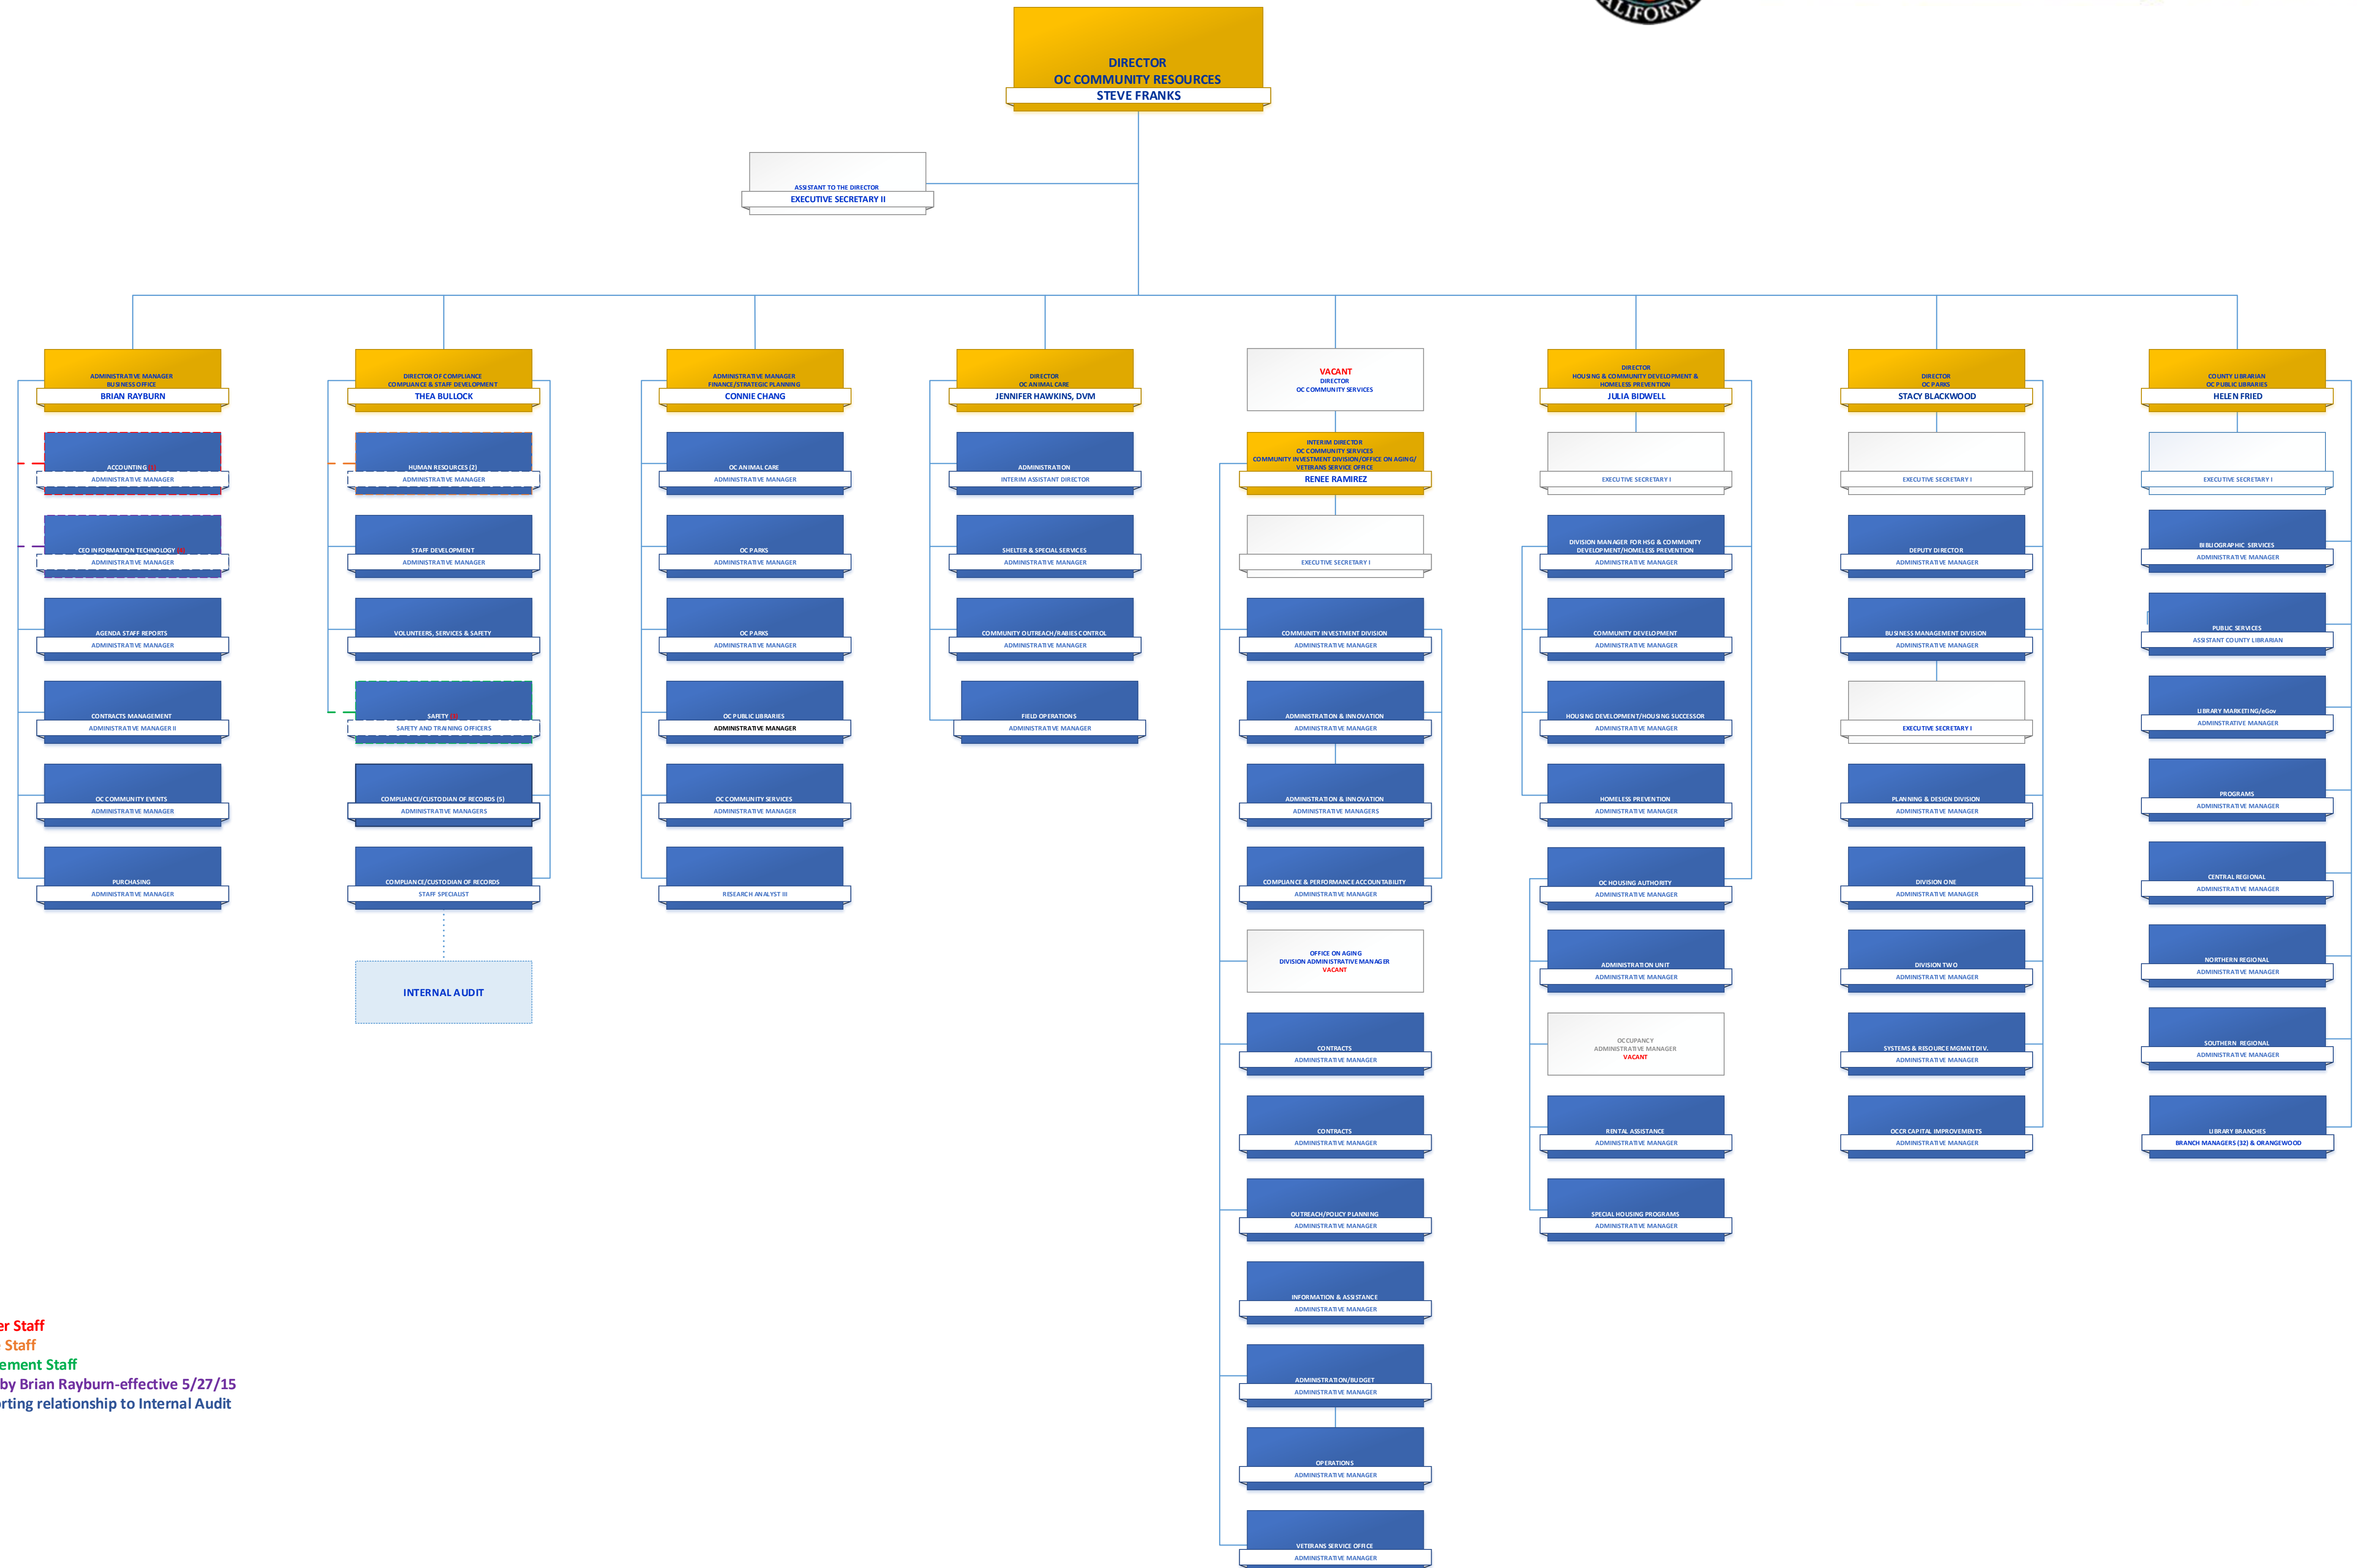 CALIFORNI
DIRECTOR
OC COMMUNITY RESOURCES
STEVE FRANKS
ASSISTANT TO THE DIRECTOR
EXECUTIVE SECRETARY II
ADMINISTRATIVE MANAGER
BUSINESS OFFICE
BRIAN RAYBURN
ACCOUNTING
ADMINISTRATIVE MANAGER
CEO INFORMATION TECHNOLOGY
ADMINISTRATIVE MANAGER
AGENDA STAFF REPORTS
ADMINISTRATIVE MANAGER
CONTRACTS MANAGEMENT
ADMINISTRATIVE MANAGER II
OC COMMUNITY EVENTS
ADMINISTRATIVE MANAGER
PURCHASING
ADMINISTRATIVE MANAGER
DIRECTOR OF COMPLIANCE
COMPLIANCE & STAFF DEVELOPMENT
THEA BULLOCK
HUMAN RESOURCES (2)
ADMINISTRATIVE MANAGER
STAFF DEVELOPMENT
ADMINISTRATIVE MANAGER
VOLUNTEERS, SERVICES & SAFETY
ADMINISTRATIVE MANAGER
SAFETY
SAFETY AND TRAINING OFFICERS
COMPLIANCE/CUSTODIAN OF RECORDS (5)
ADMINISTRATIVE MANAGERS
COMPLIANCE/CUSTODIAN OF RECORDS
STAFF SPECIALIST
INTERNAL AUDIT
ADMINISTRATIVE MANAGER
FINANCE/STRATEGIC PLANNING
CONNIE CHANG
OC ANIMAL CARE
ADMINISTRATIVE MANAGER
OC PARKS
ADMINISTRATIVE MANAGER
OC PARKS
ADMINISTRATIVE MANAGER
OC PUBLIC LIBRARIES
ADMINISTRATIVE MANAGER
OC COMMUNITY SERVICES
ADMINISTRATIVE MANAGER
RESEARCH ANALYST III
DIRECTOR
OC ANIMAL CARE
JENNIFER HAWKINS, DVM
ADMINISTRATION
INTERIM ASSISTANT DIRECTOR
SHELTER & SPECIAL SERVICES
ADMINISTRATIVE MANAGER
COMMUNITY OUTREACH/RABIES CONTROL
ADMINISTRATIVE MANAGER
FIELD OPERATIONS
ADMINISTRATIVE MANAGER
VACANT
DIRECTOR
OC COMMUNITY SERVICES
INTERIM DIRECTOR
OC COMMUNITY SERVICES
COMMUNITY INVESTMENT DIVISION/OFFICE ON AGING/
VETERANS SERVICE OFFICE
RENEE RAMIREZ
EXECUTIVE SECRETARY I
COMMUNITY INVESTMENT DIVISION
ADMINISTRATIVE MANAGER
ADMINISTRATION & INNOVATION
ADMINISTRATIVE MANAGER
ADMINISTRATION & INNOVATION
ADMINISTRATIVE MANAGERS
COMPLIANCE & PERFORMANCE ACCOUNTABILITY
ADMINISTRATIVE MANAGER
OFFICE ON AGING
DIVISION ADMINISTRATIVE MANAGER
VACANT
CONTRACTS
ADMINISTRATIVE MANAGER
CONTRACTS
ADMINISTRATIVE MANAGER
OUTREACH/POLICY PLANNING
ADMINISTRATIVE MANAGER
INFORMATION & ASSISTANCE
ADMINISTRATIVE MANAGER
ADMINISTRATION/BUDGET
ADMINISTRATIVE MANAGER
OPERATIONS
ADMINISTRATIVE MANAGER
VETERANS SERVICE OFFICE
ADMINISTRATIVE MANAGER
DIRECTOR
HOUSING & COMMUNITY DEVELOPMENT &
HOMELESS PREVENTION
JULIA BIDWELL
EXECUTIVE SECRETARY I
DIVISION MANAGER FOR HSG & COMMUNITY
DEVELOPMENT/HOMELESS PREVENTION
ADMINISTRATIVE MANAGER
COMMUNITY DEVELOPMENT
ADMINISTRATIVE MANAGER
HOUSING DEVELOPMENT/HOUSING SUCCESSOR
ADMINISTRATIVE MANAGER
HOMELESS PREVENTION
ADMINISTRATIVE MANAGER
OC HOUSING AUTHORITY
ADMINISTRATIVE MANAGER
ADMINISTRATION UNIT
ADMINISTRATIVE MANAGER
OCCUPANCY
ADMINISTRATIVE MANAGER
VACANT
RENTAL ASSISTANCE
ADMINISTRATIVE MANAGER
SPECIAL HOUSING PROGRAMS
ADMINISTRATIVE MANAGER
DIRECTOR
OC PARKS
STACY BLACKWOOD
EXECUTIVE SECRETARY I
DEPUTY DIRECTOR
ADMINISTRATIVE MANAGER
BUSINESS MANAGEMENT DIVISION
ADMINISTRATIVE MANAGER
EXECUTIVE SECRETARY I
PLANNING & DESIGN DIVISION
ADMINISTRATIVE MANAGER
DIVISION ONE
ADMINISTRATIVE MANAGER
DIVISION TWO
ADMINISTRATIVE MANAGER
SYSTEMS & RESOURCE MGMNT DIV.
ADMINISTRATIVE MANAGER
OCCR CAPITAL IMPROVEMENTS
ADMINISTRATIVE MANAGER
COUNTY LIBRARIAN
OC PUBLIC LIBRARIES
HELEN FRIED
EXECUTIVE SECRETARY I
BIBLIOGRAPHIC SERVICES
ADMINISTRATIVE MANAGER
PUBLIC SERVICES
ASSISTANT COUNTY LIBRARIAN
LIBRARY MARKETING/eGov
ADMINSTRATIVE MANAGER
PROGRAMS
ADMINISTRATIVE MANAGER
CENTRAL REGIONAL
ADMINISTRATIVE MANAGER
NORTHERN REGIONAL
ADMINISTRATIVE MANAGER
SOUTHERN REGIONAL
ADMINISTRATIVE MANAGER
LIBRARY BRANCHES
BRANCH MANAGERS (32) & ORANGEWOOD
er Staff
Staff
ement Staff
by Brian Rayburn-effective 5/27/15
rting relationship to Internal Audit